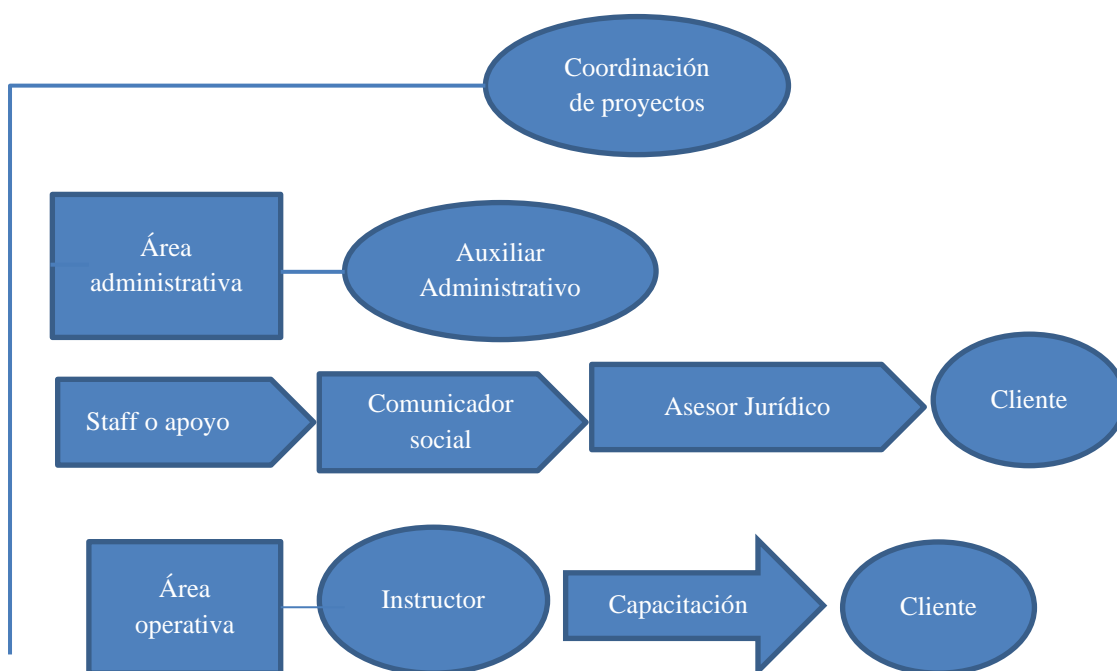 Coordinación
de proyectos
Área
administrativa
Auxiliar
Administrativo
Staff o apoyo
Comunicador
social
Asesor Jurídico
Cliente
Área
operativa
Instructor
Capacitación
Cliente